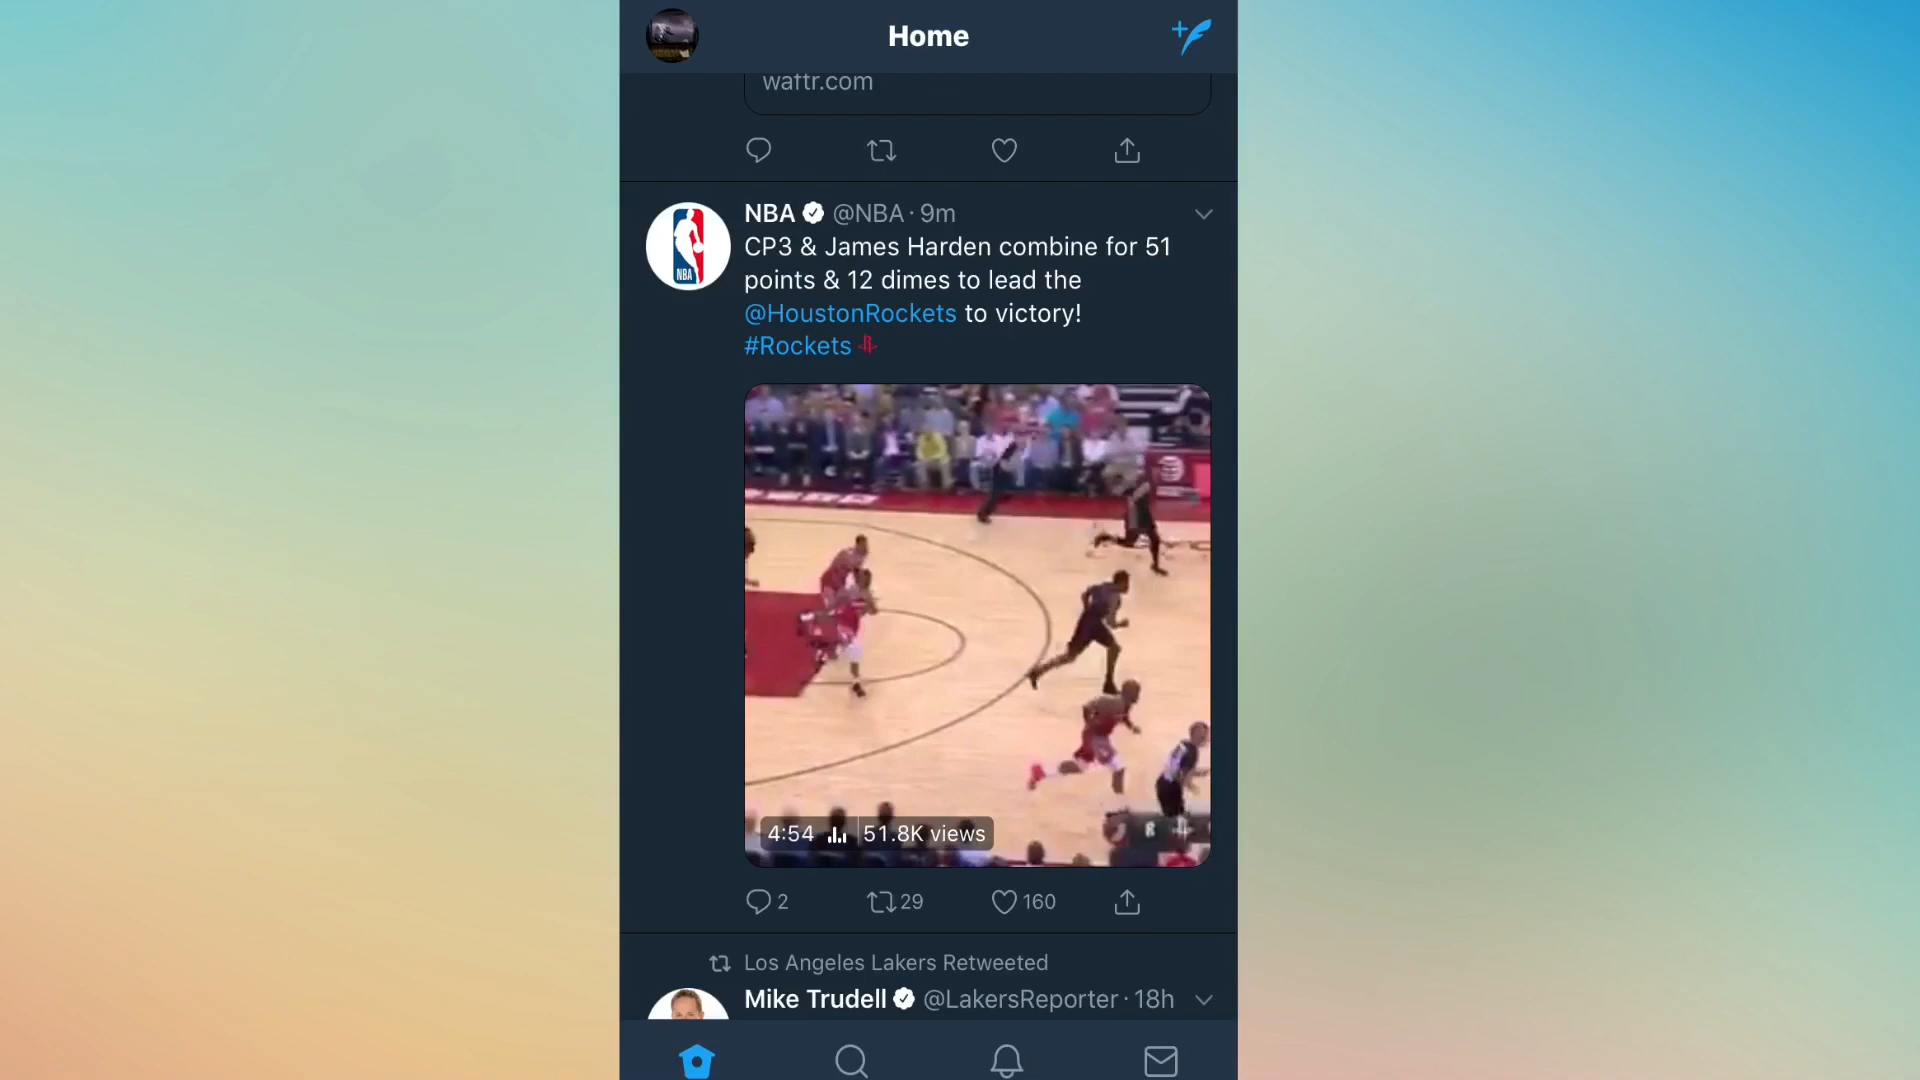 Home
waftr.com
NBA @NBA · 9m
CP3 & James Harden combine for 51
points & 12 dimes to lead the
@HoustonRockets to victory!
#Rockets
NBA
4:54 51.8K views
2 29 160
Los Angeles Lakers Retweeted
Mike Trudell @LakersReporter · 18h